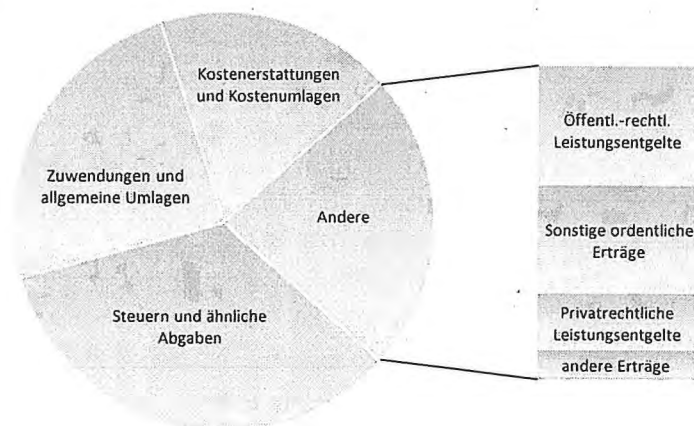 Kostenerstattungen
und Kostenumlagen
Zuwendungen und
allgemeine Umlagen
Andere
Steuern und ähnliche
Abgaben
Öffentl.-rechtl.
Leistungsentgelte
Sonstige ordentliche
Erträge
Privatrechtliche
Leistungsentgelte
andere Erträge